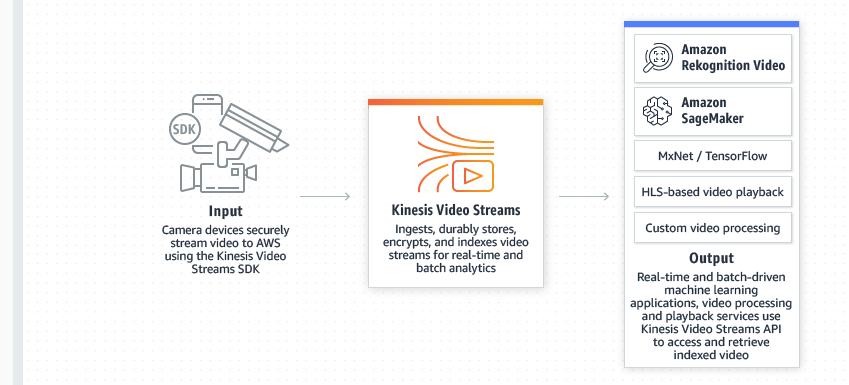 SDK
Input
Camera devices securely
stream video to AWS
using the Kinesis Video
Streams SDK
Kinesis Video Streams
Ingests, durably stores,
encrypts, and indexes video
streams for real-time and
batch analytics
Amazon
Rekognition Video
Amazon
SageMaker
MxNet / TensorFlow
HLS-based video playback
Custom video processing
Output
Real-time and batch-driven
machine learning
applications, video processing
and playback services use
Kinesis Video Streams API
to access and retrieve
indexed video